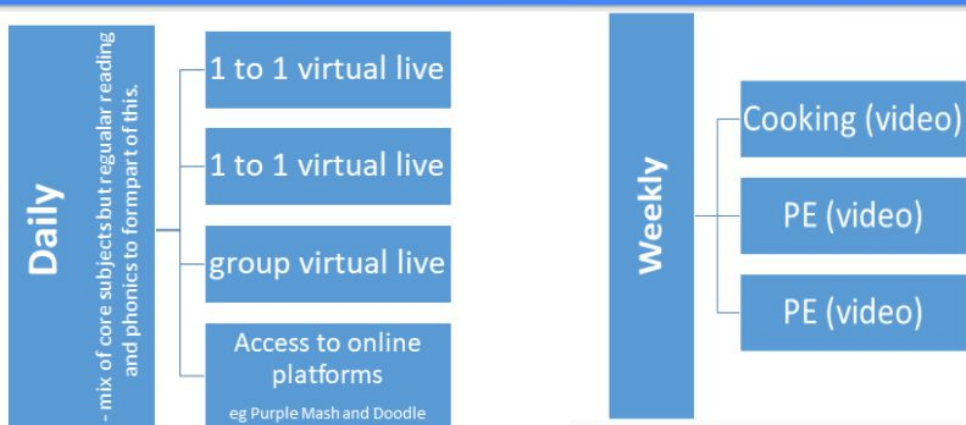 Daily
- mix of core subjects but regualar reading
and phonics to formpart of this.
1 to 1 virtual live
1 to 1 virtual live
group virtual live
Access to online
platforms
eg Purple Mash and Doodle
Weekly
Cooking (video)
PE (video)
PE (video)